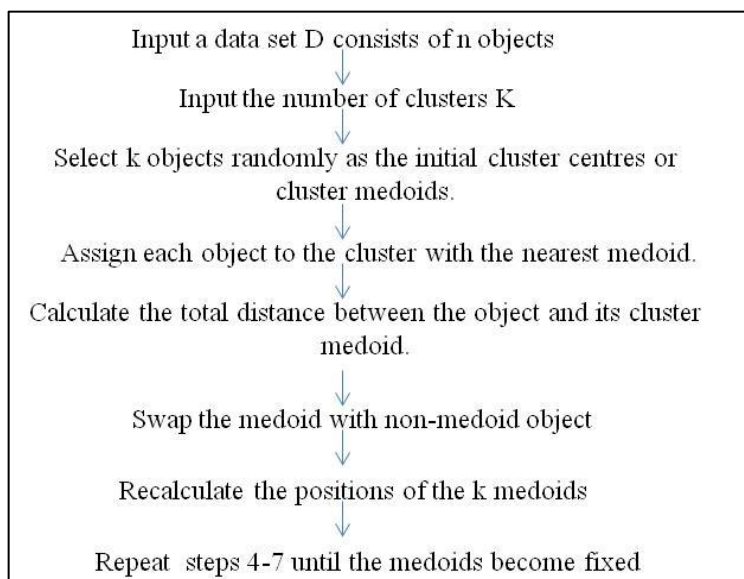 Input a data set D consists of n objects
Input the number of clusters K
Select k objects randomly as the initial cluster centres or
cluster medoids.
Assign each object to the cluster with the nearest medoid.
Calculate the total distance between the object and its cluster
medoid.
Swap the medoid with non-medoid object
Recalculate the positions of the k medoids
Repeat steps 4-7 until the medoids become fixed